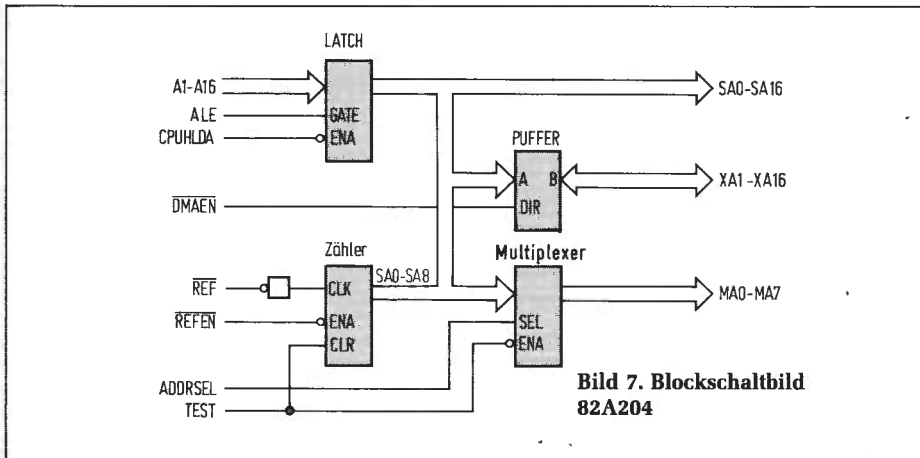 LATCH
A1-A16
SA0-SA16
ALE
GATE
CPUHLDA
ENA
PUFFER
A B
XA1-XA16
DMAEN
DIR
Zähler
Multiplexer
SA0-SA8
REF
CLK
MA0-MA7
REFEN
ENA
SEL
CLR
ENA
ADDRSEL
TEST
Bild 7. Blockschaltbild
82A204